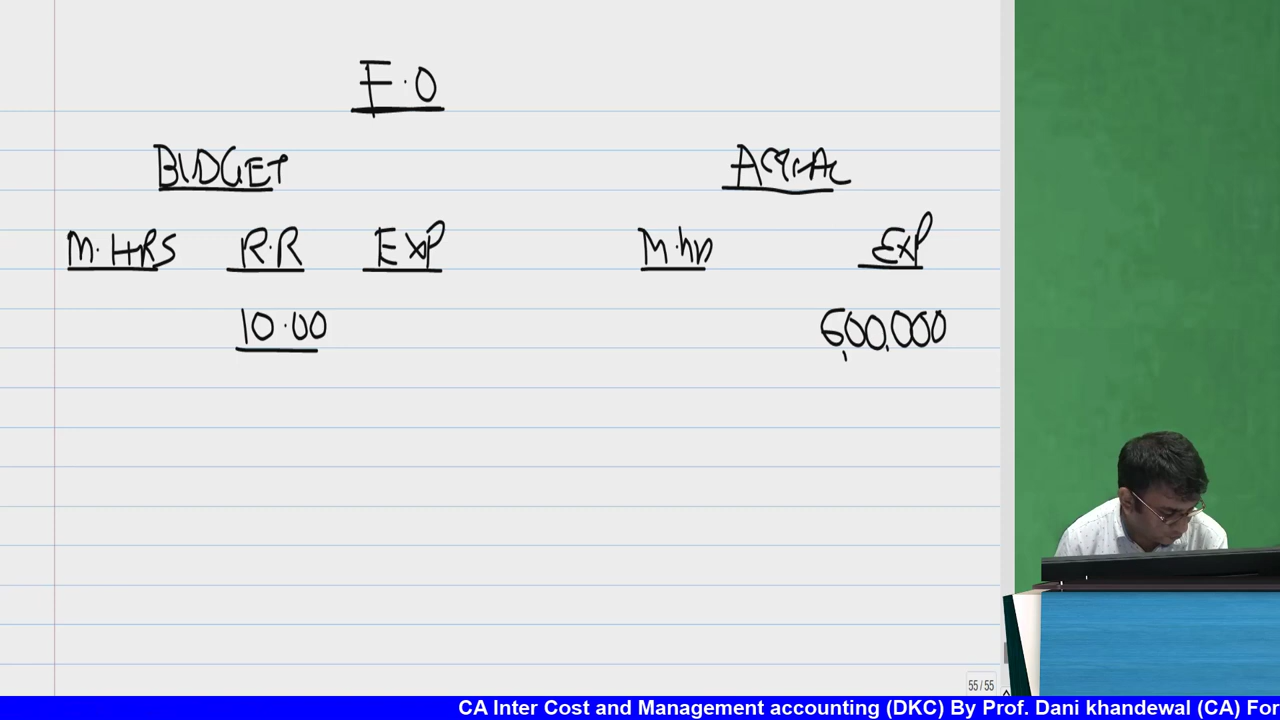 F.O
BUDGET ACTUAL
M.HRS R.R EXP M.hrs EXP
10.00 600,000
55 / 55
CA Inter Cost and Management accounting (DKC) By Prof. Dani khandewal (CA) For